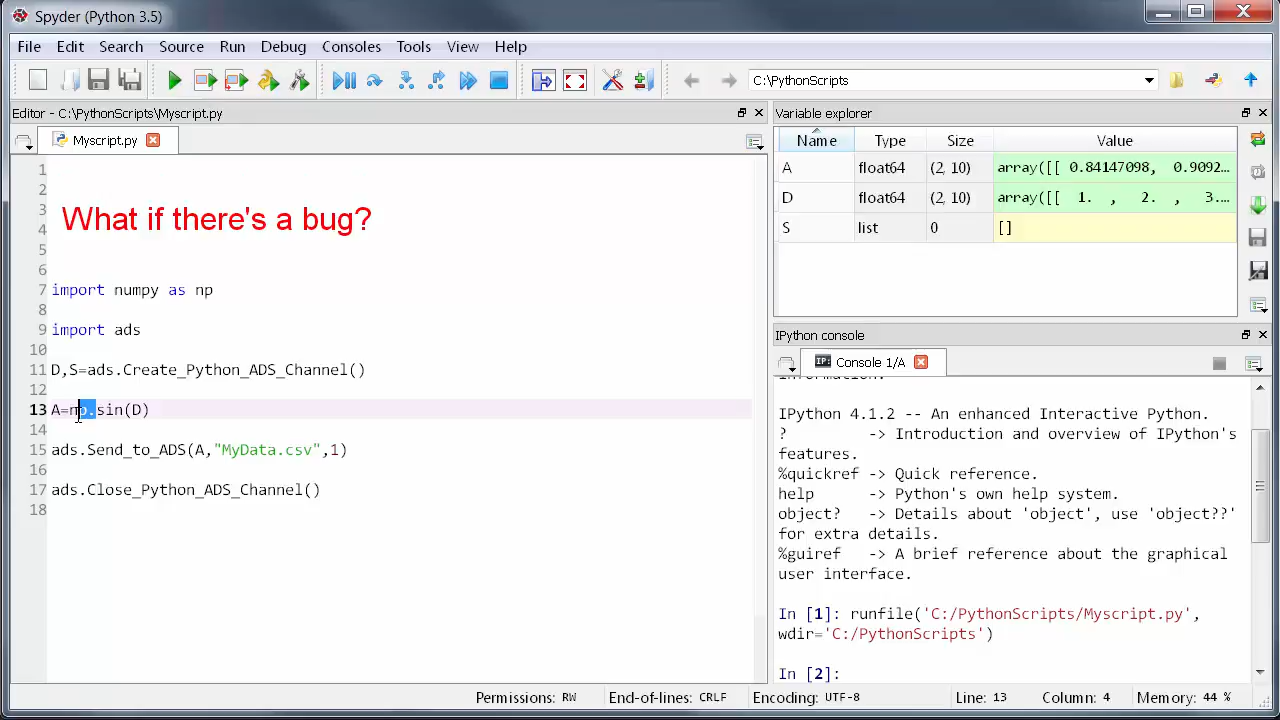 Spyder (Python 3.5)
File Edit Search Source Run Debug Consoles Tools View Help
C:\PythonScripts
Editor - C:\PythonScripts\Myscript.py
Myscript.py
1
2
3
4
5
6
What if there's a bug?
7 import numpy as np
8
9 import ads
10
11 D,S=ads.Create_Python_ADS_Channel()
12
13 A=np.sin(D)
14
15 ads.Send_to_ADS(A,"MyData.csv",1)
16
17 ads.Close_Python_ADS_Channel()
18
Variable explorer
Name Type Size Value
A float64 (2, 10) array([[ 0.84147098, 0.9092...
D float64 (2, 10) array([[ 1. , 2. , 3....
S list 0 []
IPython console
IP: Console 1/A
information.
IPython 4.1.2 -- An enhanced Interactive Python.
? -> Introduction and overview of IPython's
features.
%quickref -> Quick reference.
help -> Python's own help system.
object? -> Details about 'object', use 'object??'
for extra details.
%guiref -> A brief reference about the graphical
user interface.
In [1]: runfile('C:/PythonScripts/Myscript.py',
wdir='C:/PythonScripts')
In [2]:
Permissions: RW End-of-lines: CRLF Encoding: UTF-8 Line: 13 Column: 4 Memory: 44 %